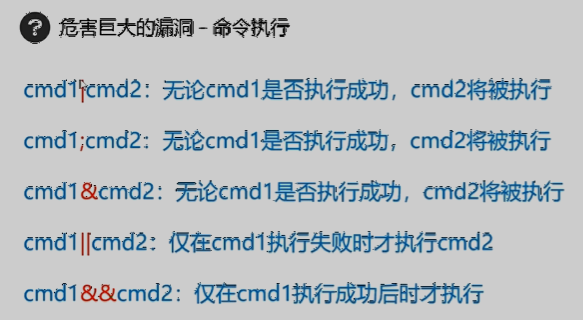 ? 危害巨大的漏洞 - 命令执行
cmd1|cmd2：无论cmd1是否执行成功，cmd2将被执行
cmd1;cmd2：无论cmd1是否执行成功，cmd2将被执行
cmd1&cmd2：无论cmd1是否执行成功，cmd2将被执行
cmd1||cmd2：仅在cmd1执行失败时才执行cmd2
cmd1&&cmd2：仅在cmd1执行成功后时才执行